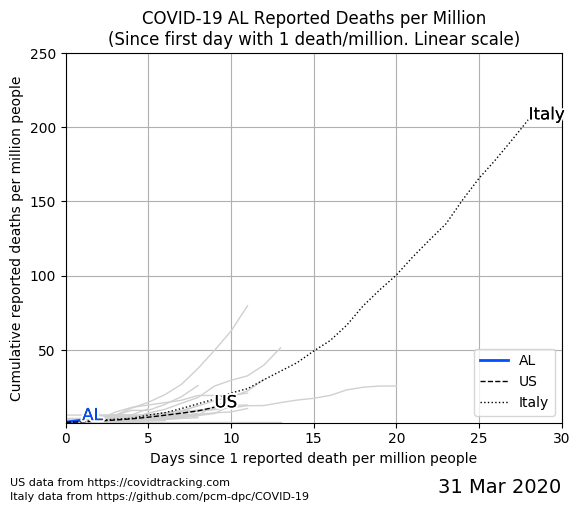 COVID-19 AL Reported Deaths per Million
(Since first day with 1 death/million. Linear scale)
Cumulative reported deaths per million people
250
200
150
100
50
Italy
US
AL
AL
US
Italy
0 5 10 15 20 25 30
Days since 1 reported death per million people
US data from https://covidtracking.com
Italy data from https://github.com/pcm-dpc/COVID-19
31 Mar 2020